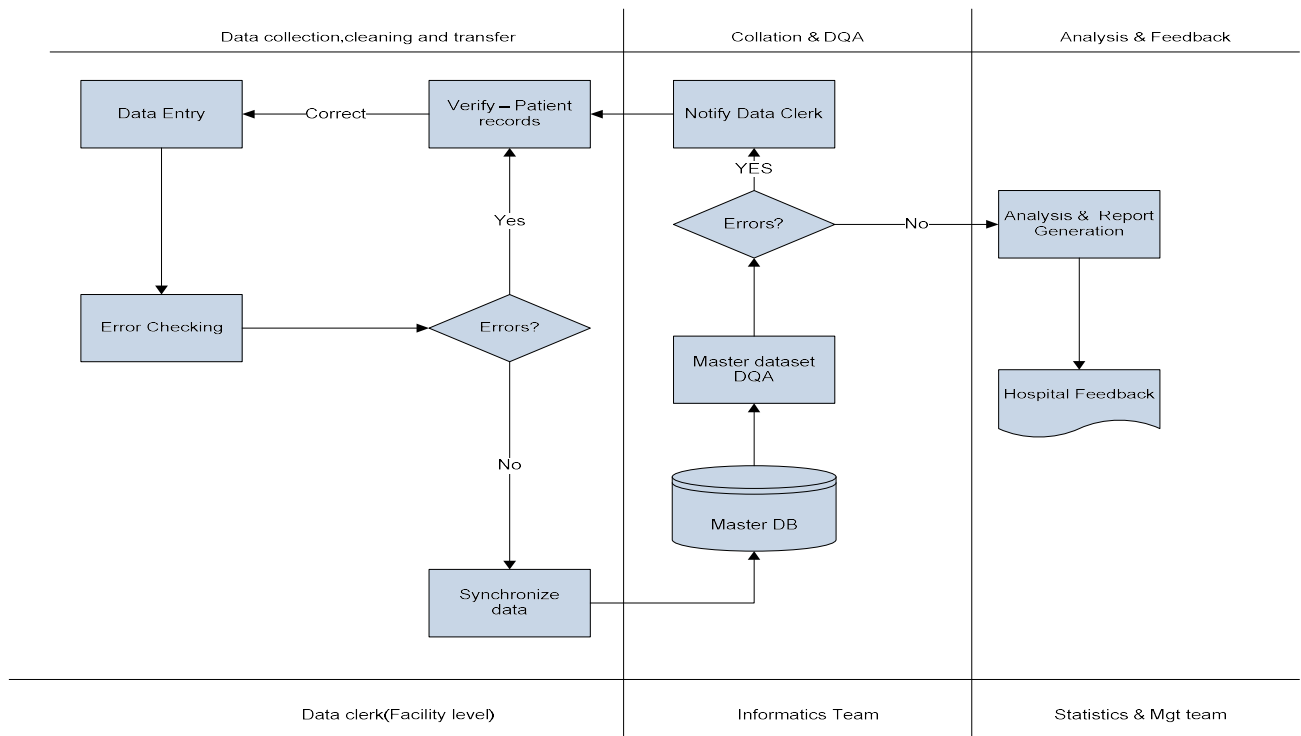 Data collection,cleaning and transfer
Collation & DQA
Analysis & Feedback
Data Entry
Correct
Verify – Patient
records
Notify Data Clerk
YES
Yes
Errors?
No
Analysis & Report
Generation
Error Checking
Errors?
Master dataset
DQA
Hospital Feedback
No
Master DB
Synchronize
data
Data clerk(Facility level)
Informatics Team
Statistics & Mgt team